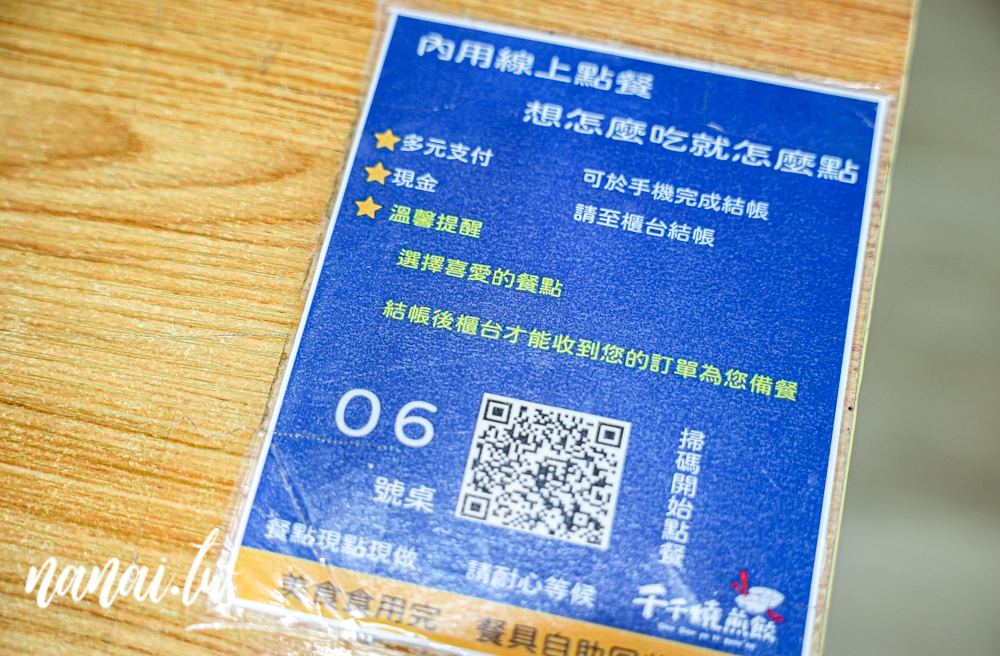 內用線上點餐
想怎麼吃就怎麼點
多元支付 可於手機完成結帳
現金 請至櫃台結帳
溫馨提醒
選擇喜愛的餐點
結帳後櫃台才能收到您的訂單為您備餐
06
號桌
掃碼開始點餐
餐點現點現做 請耐心等候
千千燒煎餃
美食食用完 餐具自助回
nanai.tw